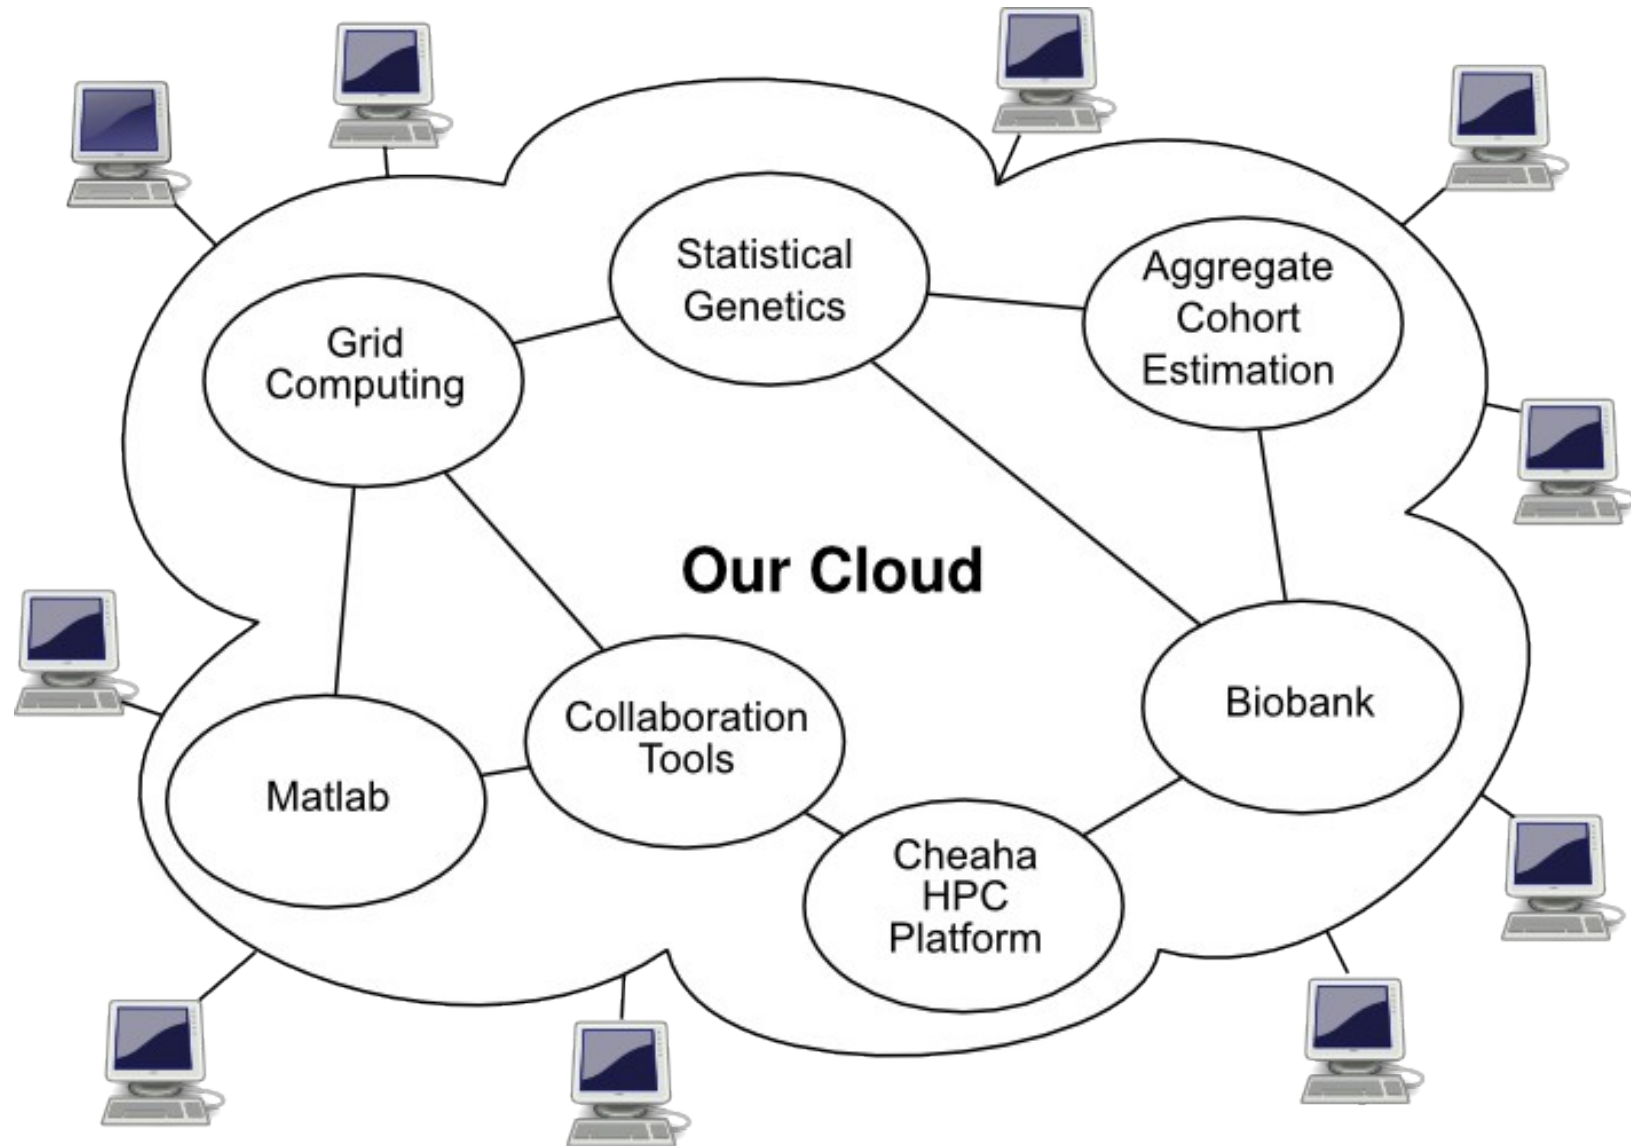 Statistical
Genetics
Aggregate
Cohort
Estimation
Grid
Computing
Our Cloud
Collaboration
Tools
Biobank
Matlab
Cheaha
HPC
Platform